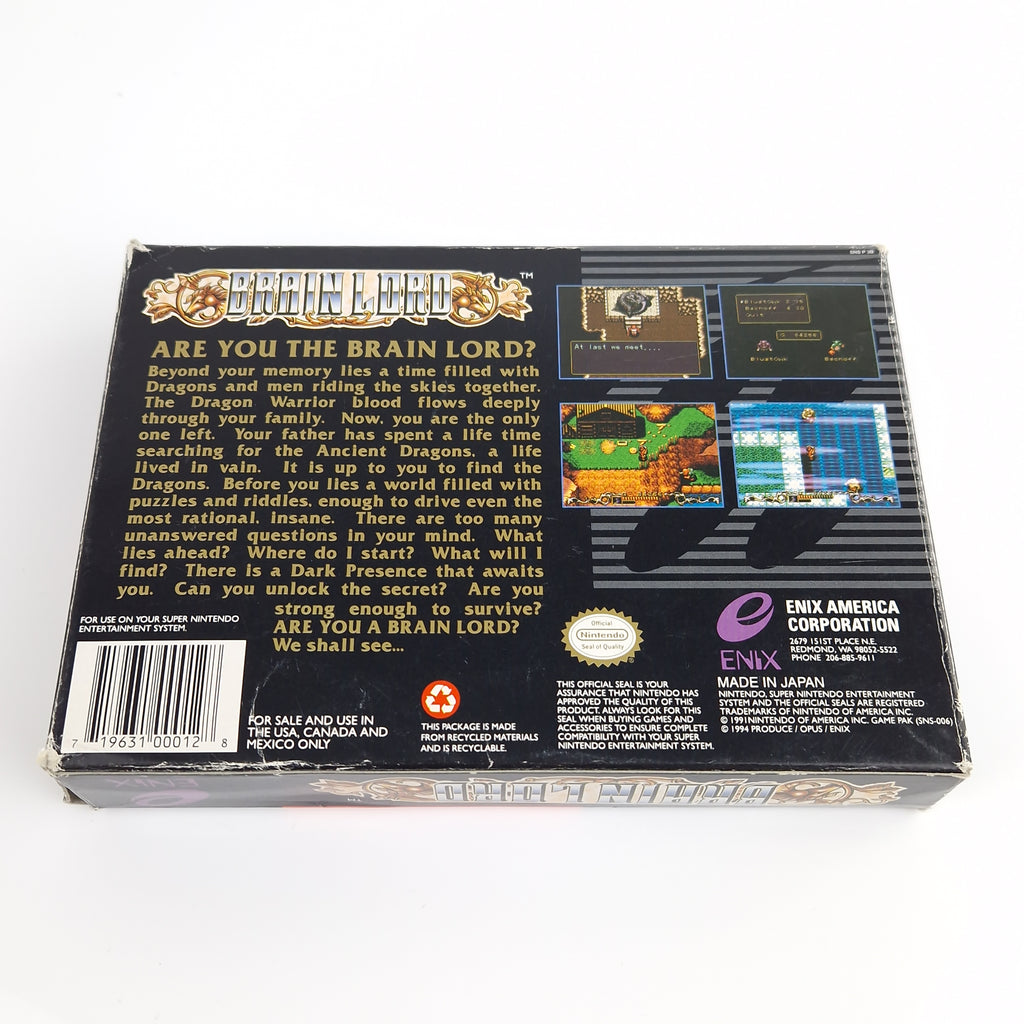 BRAIN LORD™
ARE YOU THE BRAIN LORD?
Beyond your memory lies a time filled with
Dragons and men riding the skies together.
The Dragon Warrior blood flows deeply
through your family. Now, you are the only
one left. Your father has spent a life time
searching for the Ancient Dragons, a life
lived in vain. It is up to you to find the
Dragons. Before you lies a world filled with
puzzles and riddles, enough to drive even the
most rational, insane. There are too many
unanswered questions in your mind. What
lies ahead? Where do I start? What will I
find? There is a Dark Presence that awaits
you. Can you unlock the secret? Are you
strong enough to survive?
ARE YOU A BRAIN LORD?
We shall see...
At last we meet....
Quit
FOR USE ON YOUR SUPER NINTENDO
ENTERTAINMENT SYSTEM.
7 19631 00012 8
FOR SALE AND USE IN
THE USA, CANADA AND
MEXICO ONLY
THIS PACKAGE IS MADE
FROM RECYCLED MATERIALS
AND IS RECYCLABLE.
Official
Nintendo
Seal of Quality
THIS OFFICIAL SEAL IS YOUR
ASSURANCE THAT NINTENDO HAS
APPROVED THE QUALITY OF THIS
PRODUCT. ALWAYS LOOK FOR THIS
SEAL WHEN BUYING GAMES AND
ACCESSORIES TO ENSURE COMPLETE
COMPATIBILITY WITH YOUR SUPER
NINTENDO ENTERTAINMENT SYSTEM.
ENIX
ENIX AMERICA
CORPORATION
2679 151ST PLACE N.E.
REDMOND, WA 98052-5522
PHONE 206-885-9611
MADE IN JAPAN
NINTENDO, SUPER NINTENDO ENTERTAINMENT
SYSTEM AND THE OFFICIAL SEALS ARE REGISTERED
TRADEMARKS OF NINTENDO OF AMERICA INC.
© 1991 NINTENDO OF AMERICA INC. GAME PAK (SNS-006)
© 1994 PRODUCE / OPUS / ENIX
ENIX
BRAIN LORD